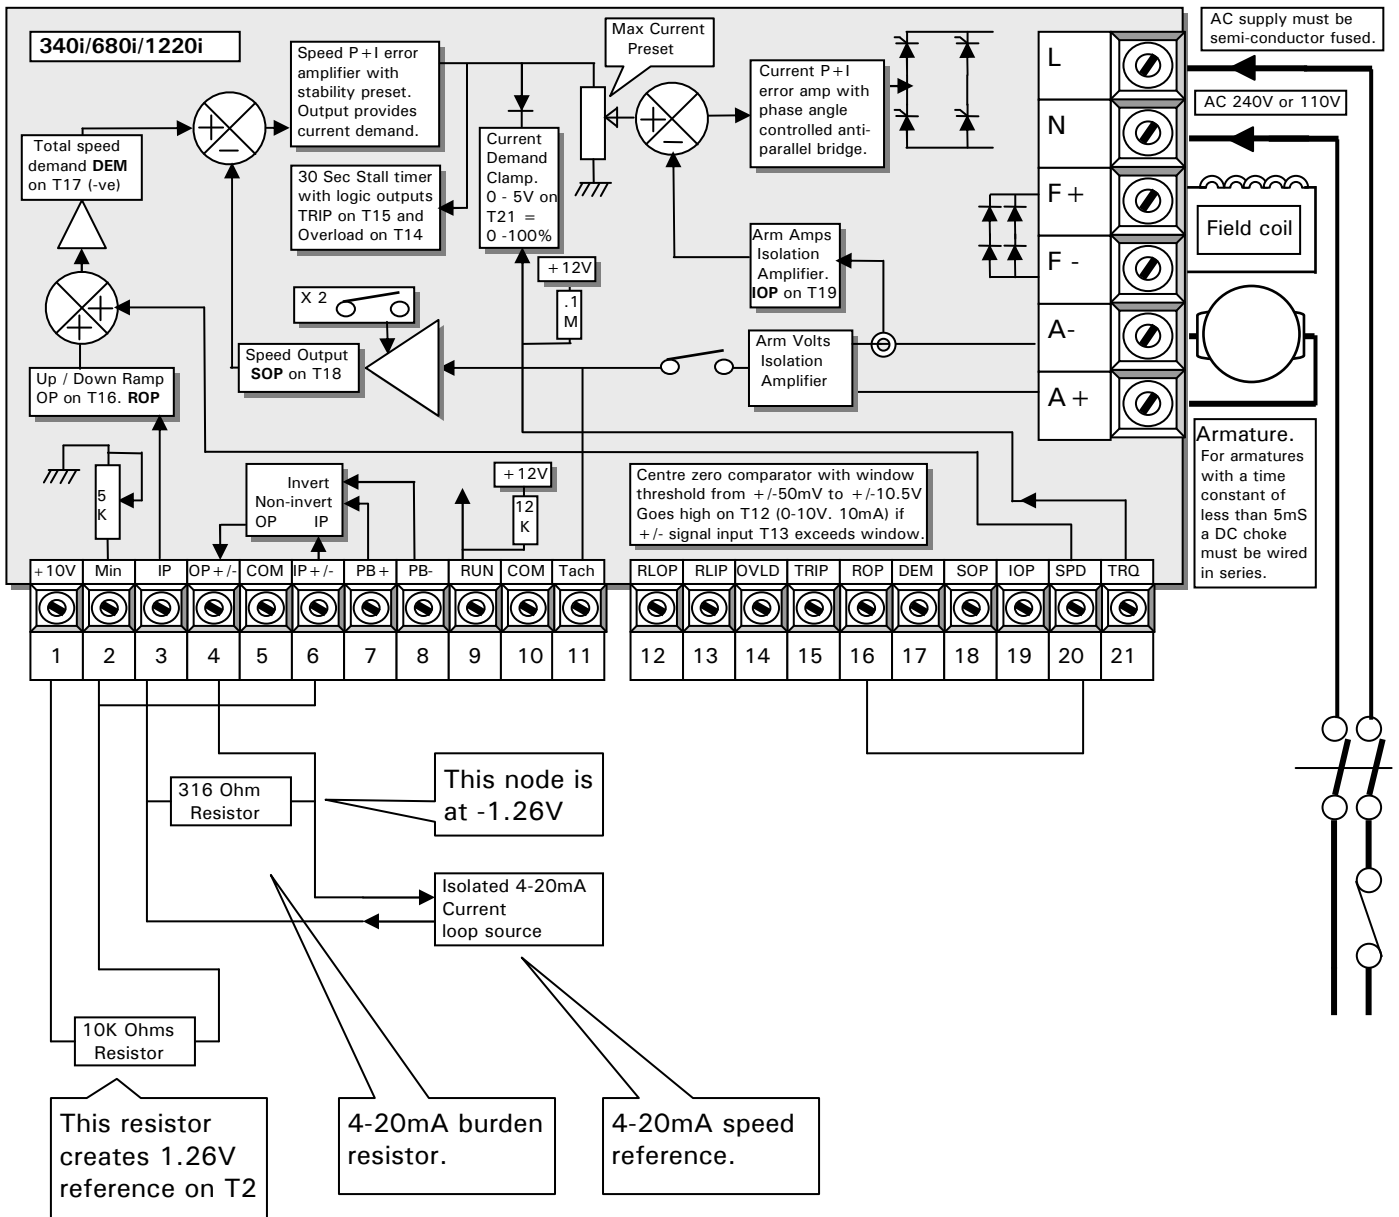 340i/680i/1220i
Speed P+I error
amplifier with
stability preset.
Output provides
current demand.
Max Current
Preset
Current P+I
error amp with
phase angle
controlled anti-
parallel bridge.
AC supply must be
semi-conductor fused.
AC 240V or 110V
L
N
F+
F -
A-
A+
Field coil
Total speed
demand DEM
on T17 (-ve)
30 Sec Stall timer
with logic outputs
TRIP on T15 and
Overload on T14
Current
Demand
Clamp.
0 - 5V on
T21 =
0 -100%
+12V
.1
M
Arm Amps
Isolation
Amplifier.
IOP on T19
X 2
Speed Output
SOP on T18
Arm Volts
Isolation
Amplifier
Up / Down Ramp
OP on T16. ROP
Armature.
For armatures
with a time
constant of
less than 5mS
a DC choke
must be wired
in series.
5
K
Invert
Non-invert
OP IP
+12V
12
K
Centre zero comparator with window
threshold from +/-50mV to +/-10.5V
Goes high on T12 (0-10V. 10mA) if
+/- signal input T13 exceeds window.
+10V Min IP OP+/- COM IP+/- PB+ PB- RUN COM Tach
RLOP RLIP OVLD TRIP ROP DEM SOP IOP SPD TRQ
1 2 3 4 5 6 7 8 9 10 11
12 13 14 15 16 17 18 19 20 21
316 Ohm
Resistor
This node is
at -1.26V
Isolated 4-20mA
Current
loop source
10K Ohms
Resistor
This resistor
creates 1.26V
reference on T2
4-20mA burden
resistor.
4-20mA speed
reference.